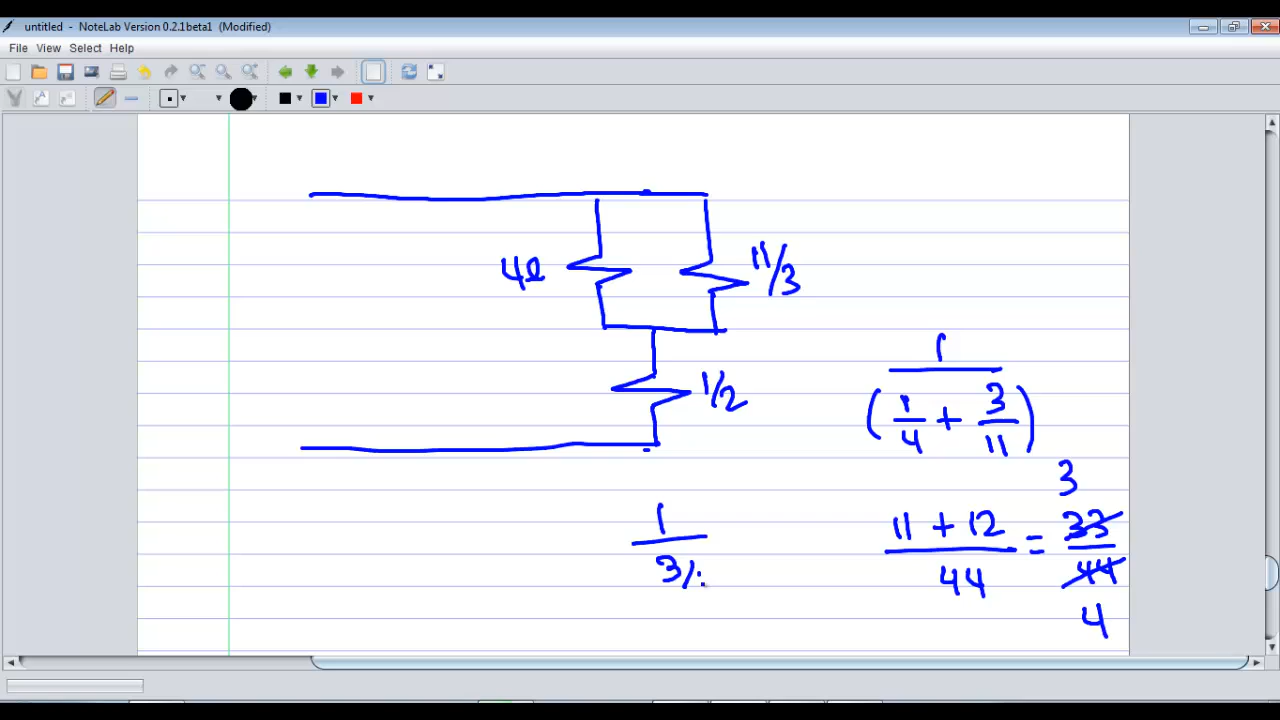 untitled - NoteLab Version 0.2.1beta1 (Modified)
File View Select Help
4Ω
11/3
1/2
1
(1/4 + 3/11)
3
11 + 12 = 33
44 44
4
1
3/